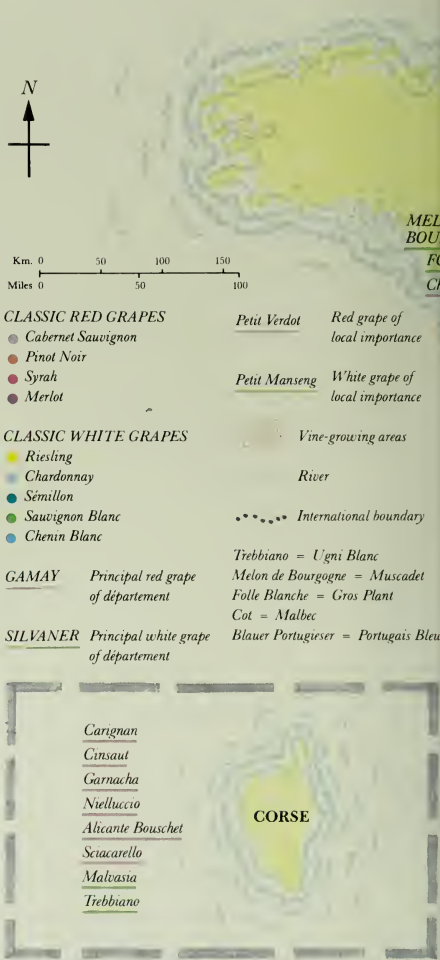 N
MEL
BOU
FO
CH
Km. 0 50 100 150
Miles 0 50 100
CLASSIC RED GRAPES
Cabernet Sauvignon
Pinot Noir
Syrah
Merlot
Petit Verdot Red grape of
local importance
Petit Manseng White grape of
local importance
CLASSIC WHITE GRAPES
Riesling
Chardonnay
Sémillon
Sauvignon Blanc
Chenin Blanc
Vine-growing areas
River
International boundary
GAMAY Principal red grape
of département
SILVANER Principal white grape
of département
Trebbiano = Ugni Blanc
Melon de Bourgogne = Muscadet
Folle Blanche = Gros Plant
Cot = Malbec
Blauer Portugieser = Portugais Bleu
Carignan
Cinsaut
Garnacha
Nielluccio
Alicante Bouschet
Sciacarello
Malvasia
Trebbiano
CORSE